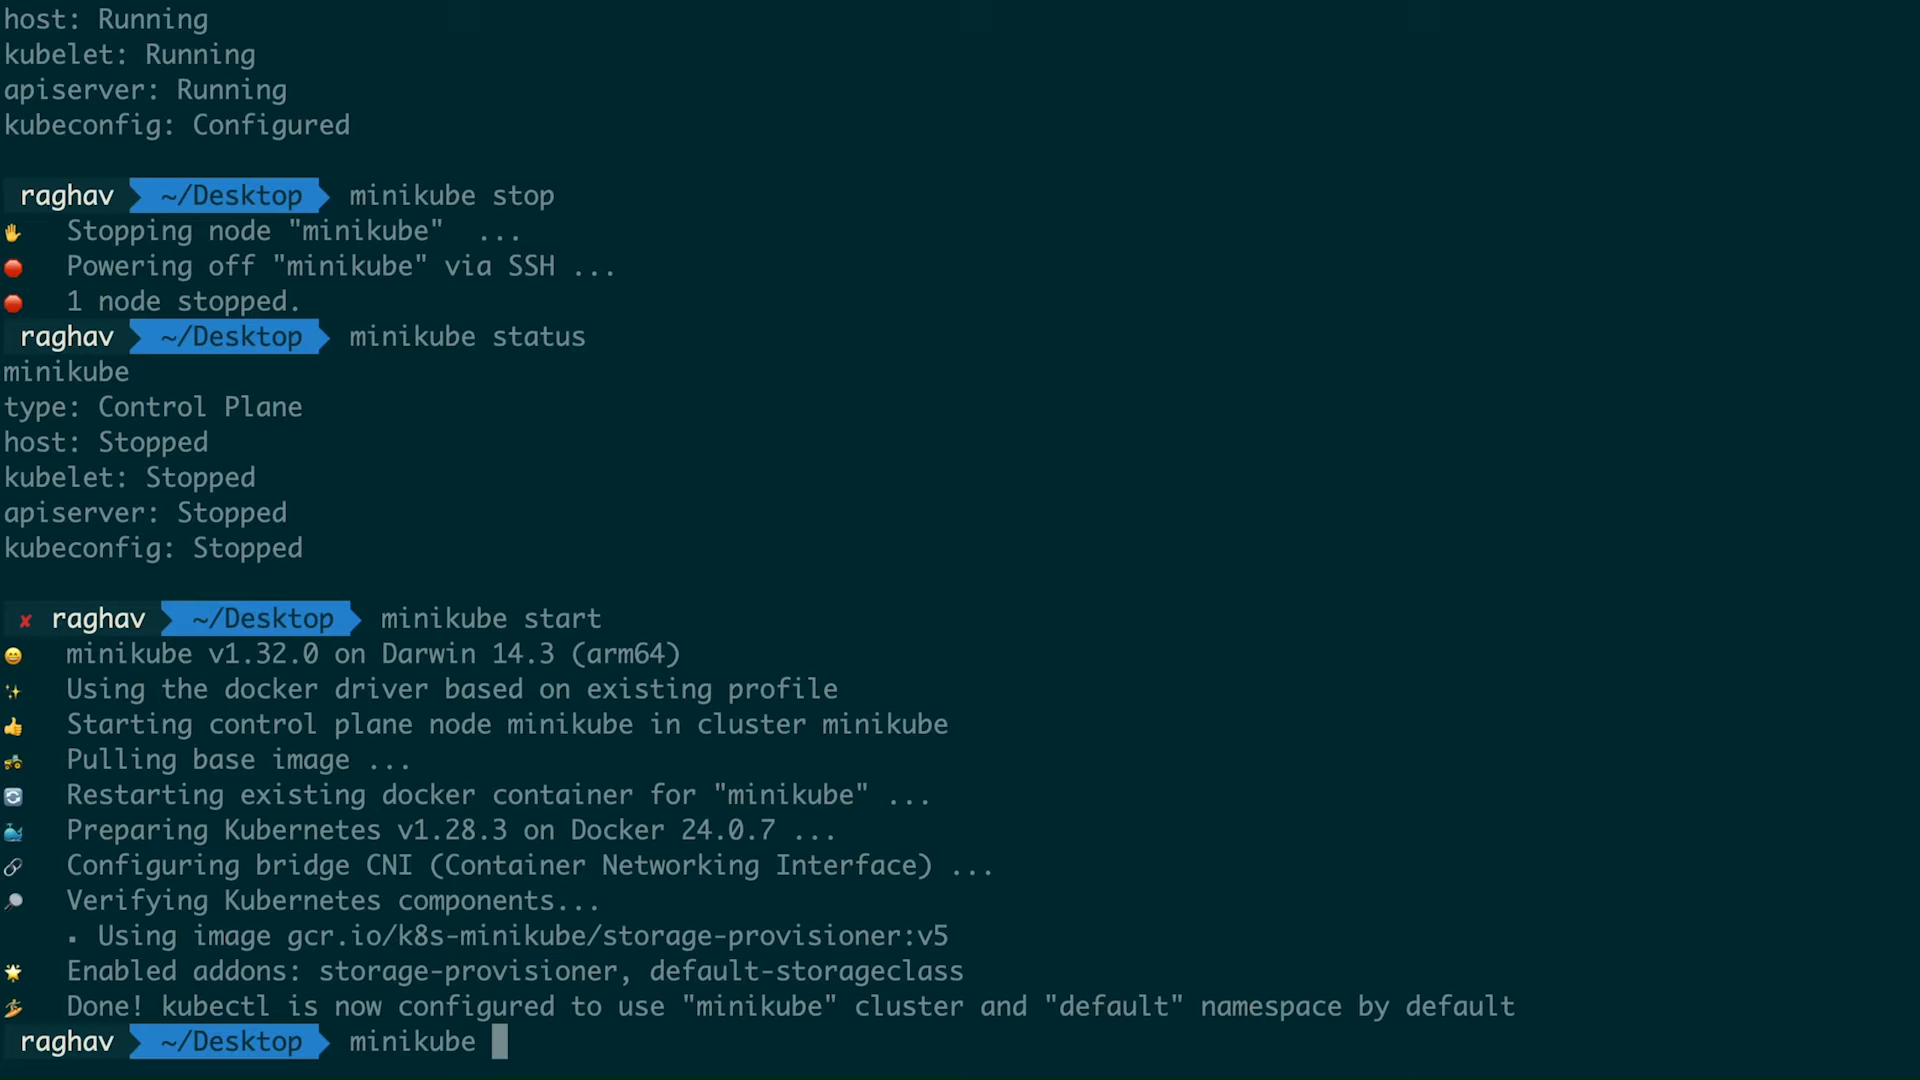 host: Running
kubelet: Running
apiserver: Running
kubeconfig: Configured
raghav ~/Desktop minikube stop
Stopping node "minikube" ...
Powering off "minikube" via SSH ...
1 node stopped.
raghav ~/Desktop minikube status
minikube
type: Control Plane
host: Stopped
kubelet: Stopped
apiserver: Stopped
kubeconfig: Stopped
✘ raghav ~/Desktop minikube start
minikube v1.32.0 on Darwin 14.3 (arm64)
Using the docker driver based on existing profile
Starting control plane node minikube in cluster minikube
Pulling base image ...
Restarting existing docker container for "minikube" ...
Preparing Kubernetes v1.28.3 on Docker 24.0.7 ...
Configuring bridge CNI (Container Networking Interface) ...
Verifying Kubernetes components...
▪ Using image gcr.io/k8s-minikube/storage-provisioner:v5
Enabled addons: storage-provisioner, default-storageclass
Done! kubectl is now configured to use "minikube" cluster and "default" namespace by default
raghav ~/Desktop minikube